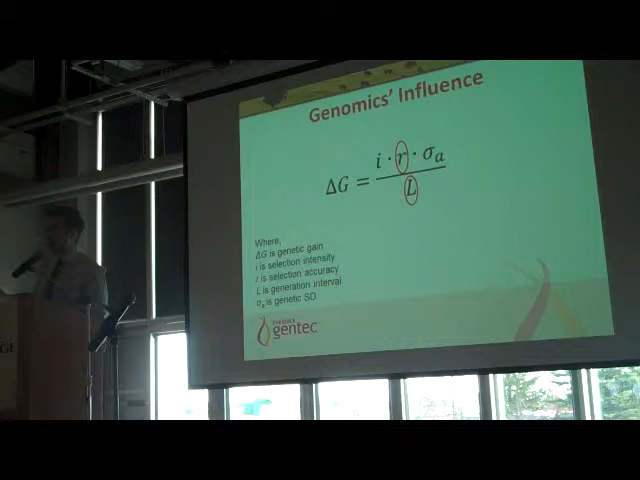 Genomics' Influence
ΔG = i · r · σₐ / L
Where,
ΔG is genetic gain
i is selection intensity
r is selection accuracy
L is generation interval
σₐ is genetic SD
LIVESTOCK
gentec